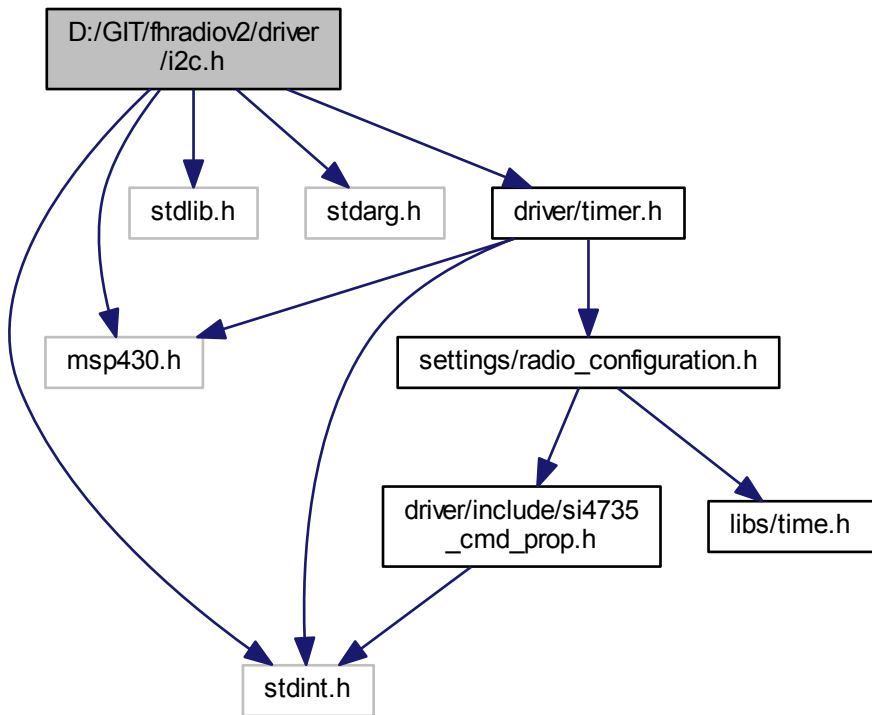 D:/GIT/fhradiov2/driver
/i2c.h
stdlib.h
stdarg.h
driver/timer.h
msp430.h
settings/radio_configuration.h
driver/include/si4735
_cmd_prop.h
libs/time.h
stdint.h